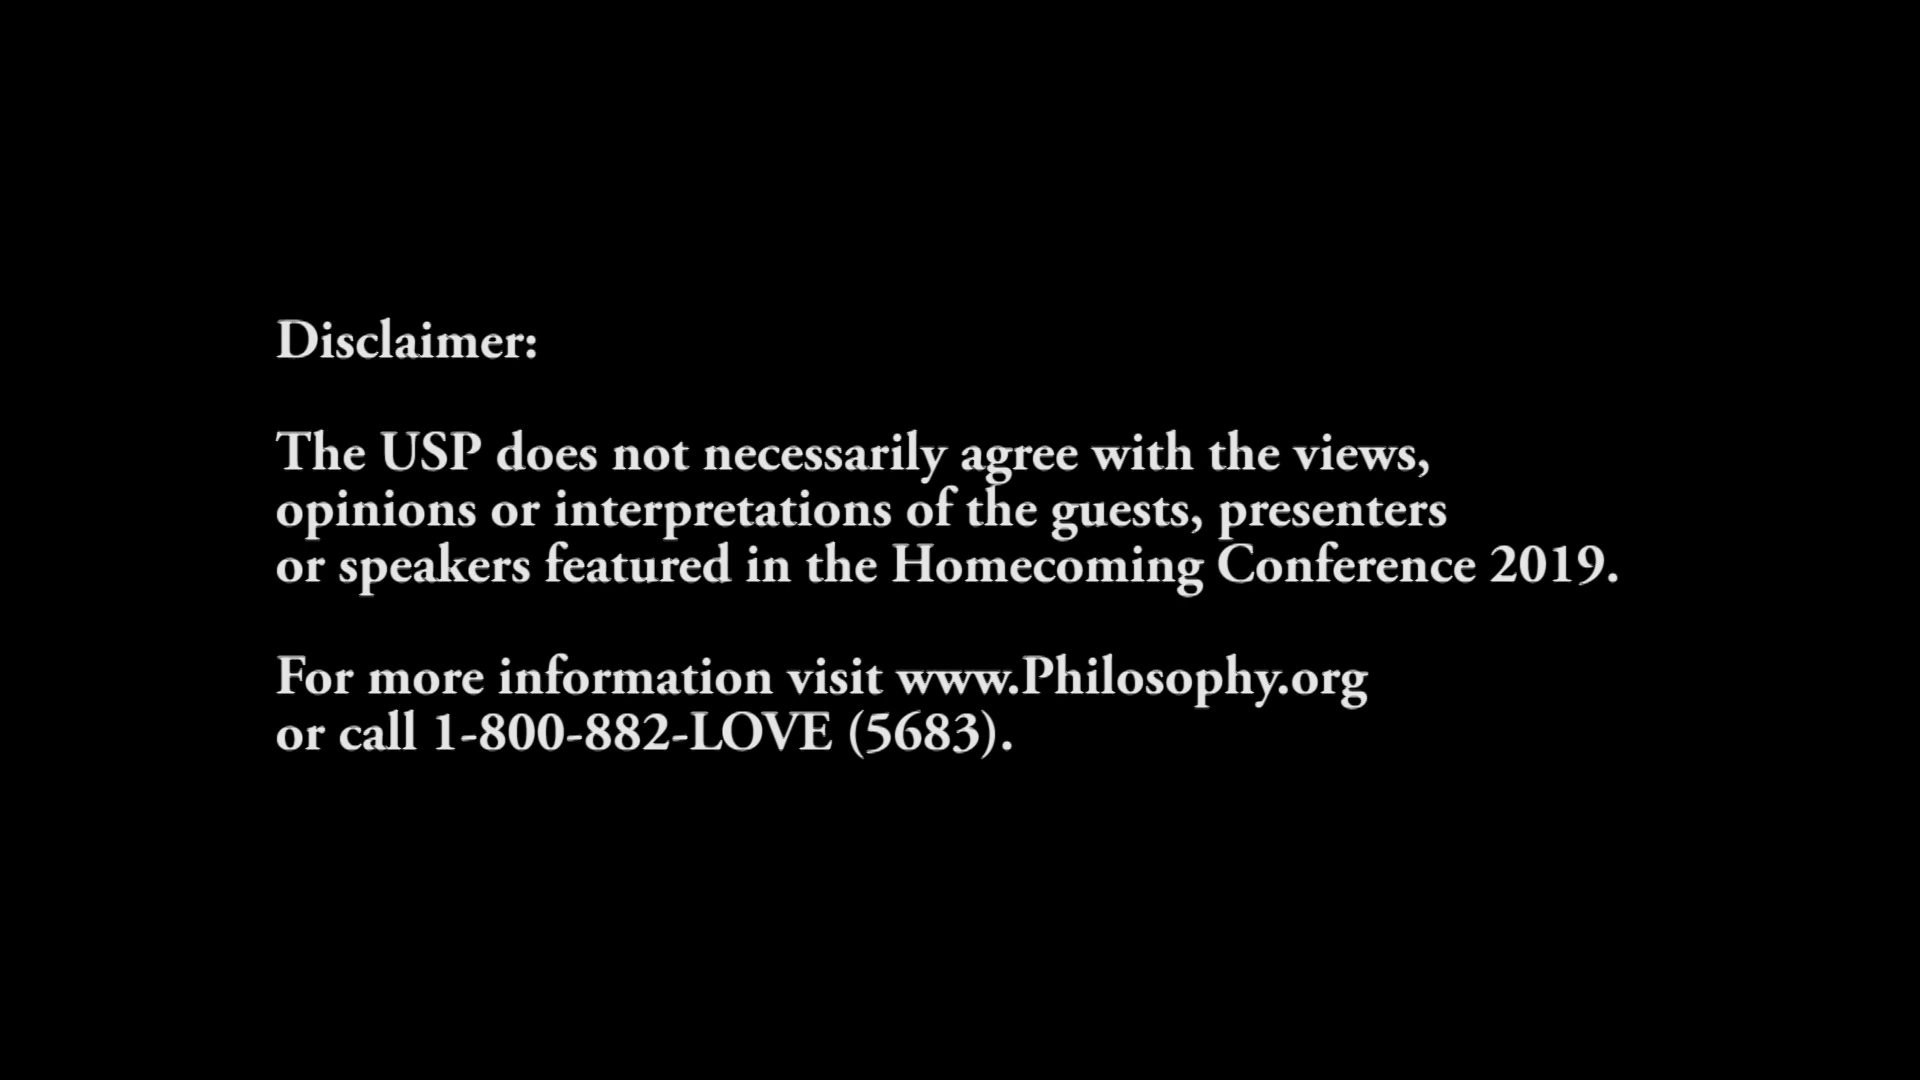 Disclaimer:
The USP does not necessarily agree with the views,
opinions or interpretations of the guests, presenters
or speakers featured in the Homecoming Conference 2019.
For more information visit www.Philosophy.org
or call 1-800-882-LOVE (5683).